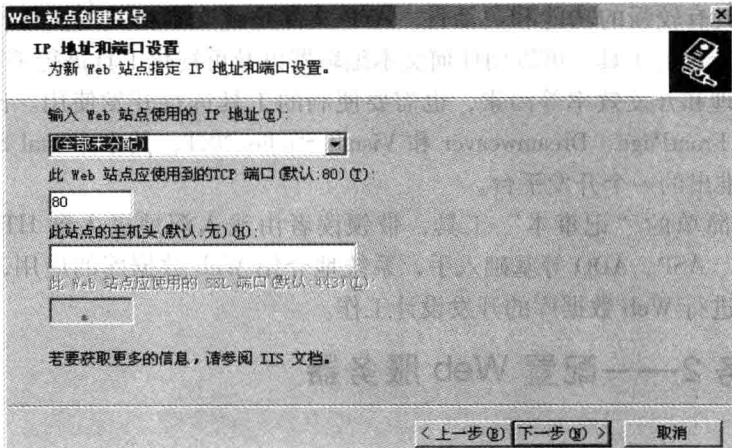 Web 站点创建向导
IP 地址和端口设置
为新 Web 站点指定 IP 地址和端口设置。
输入 Web 站点使用的 IP 地址(E):
(全部未分配)
此 Web 站点应使用到的TCP 端口(默认:80)(T):
80
此站点的主机头(默认:无)(H):
此 Web 站点应使用的 SSL 端口(默认:443)(L):
若要获取更多的信息，请参阅 IIS 文档。
< 上一步(B)
下一步(N) >
取消